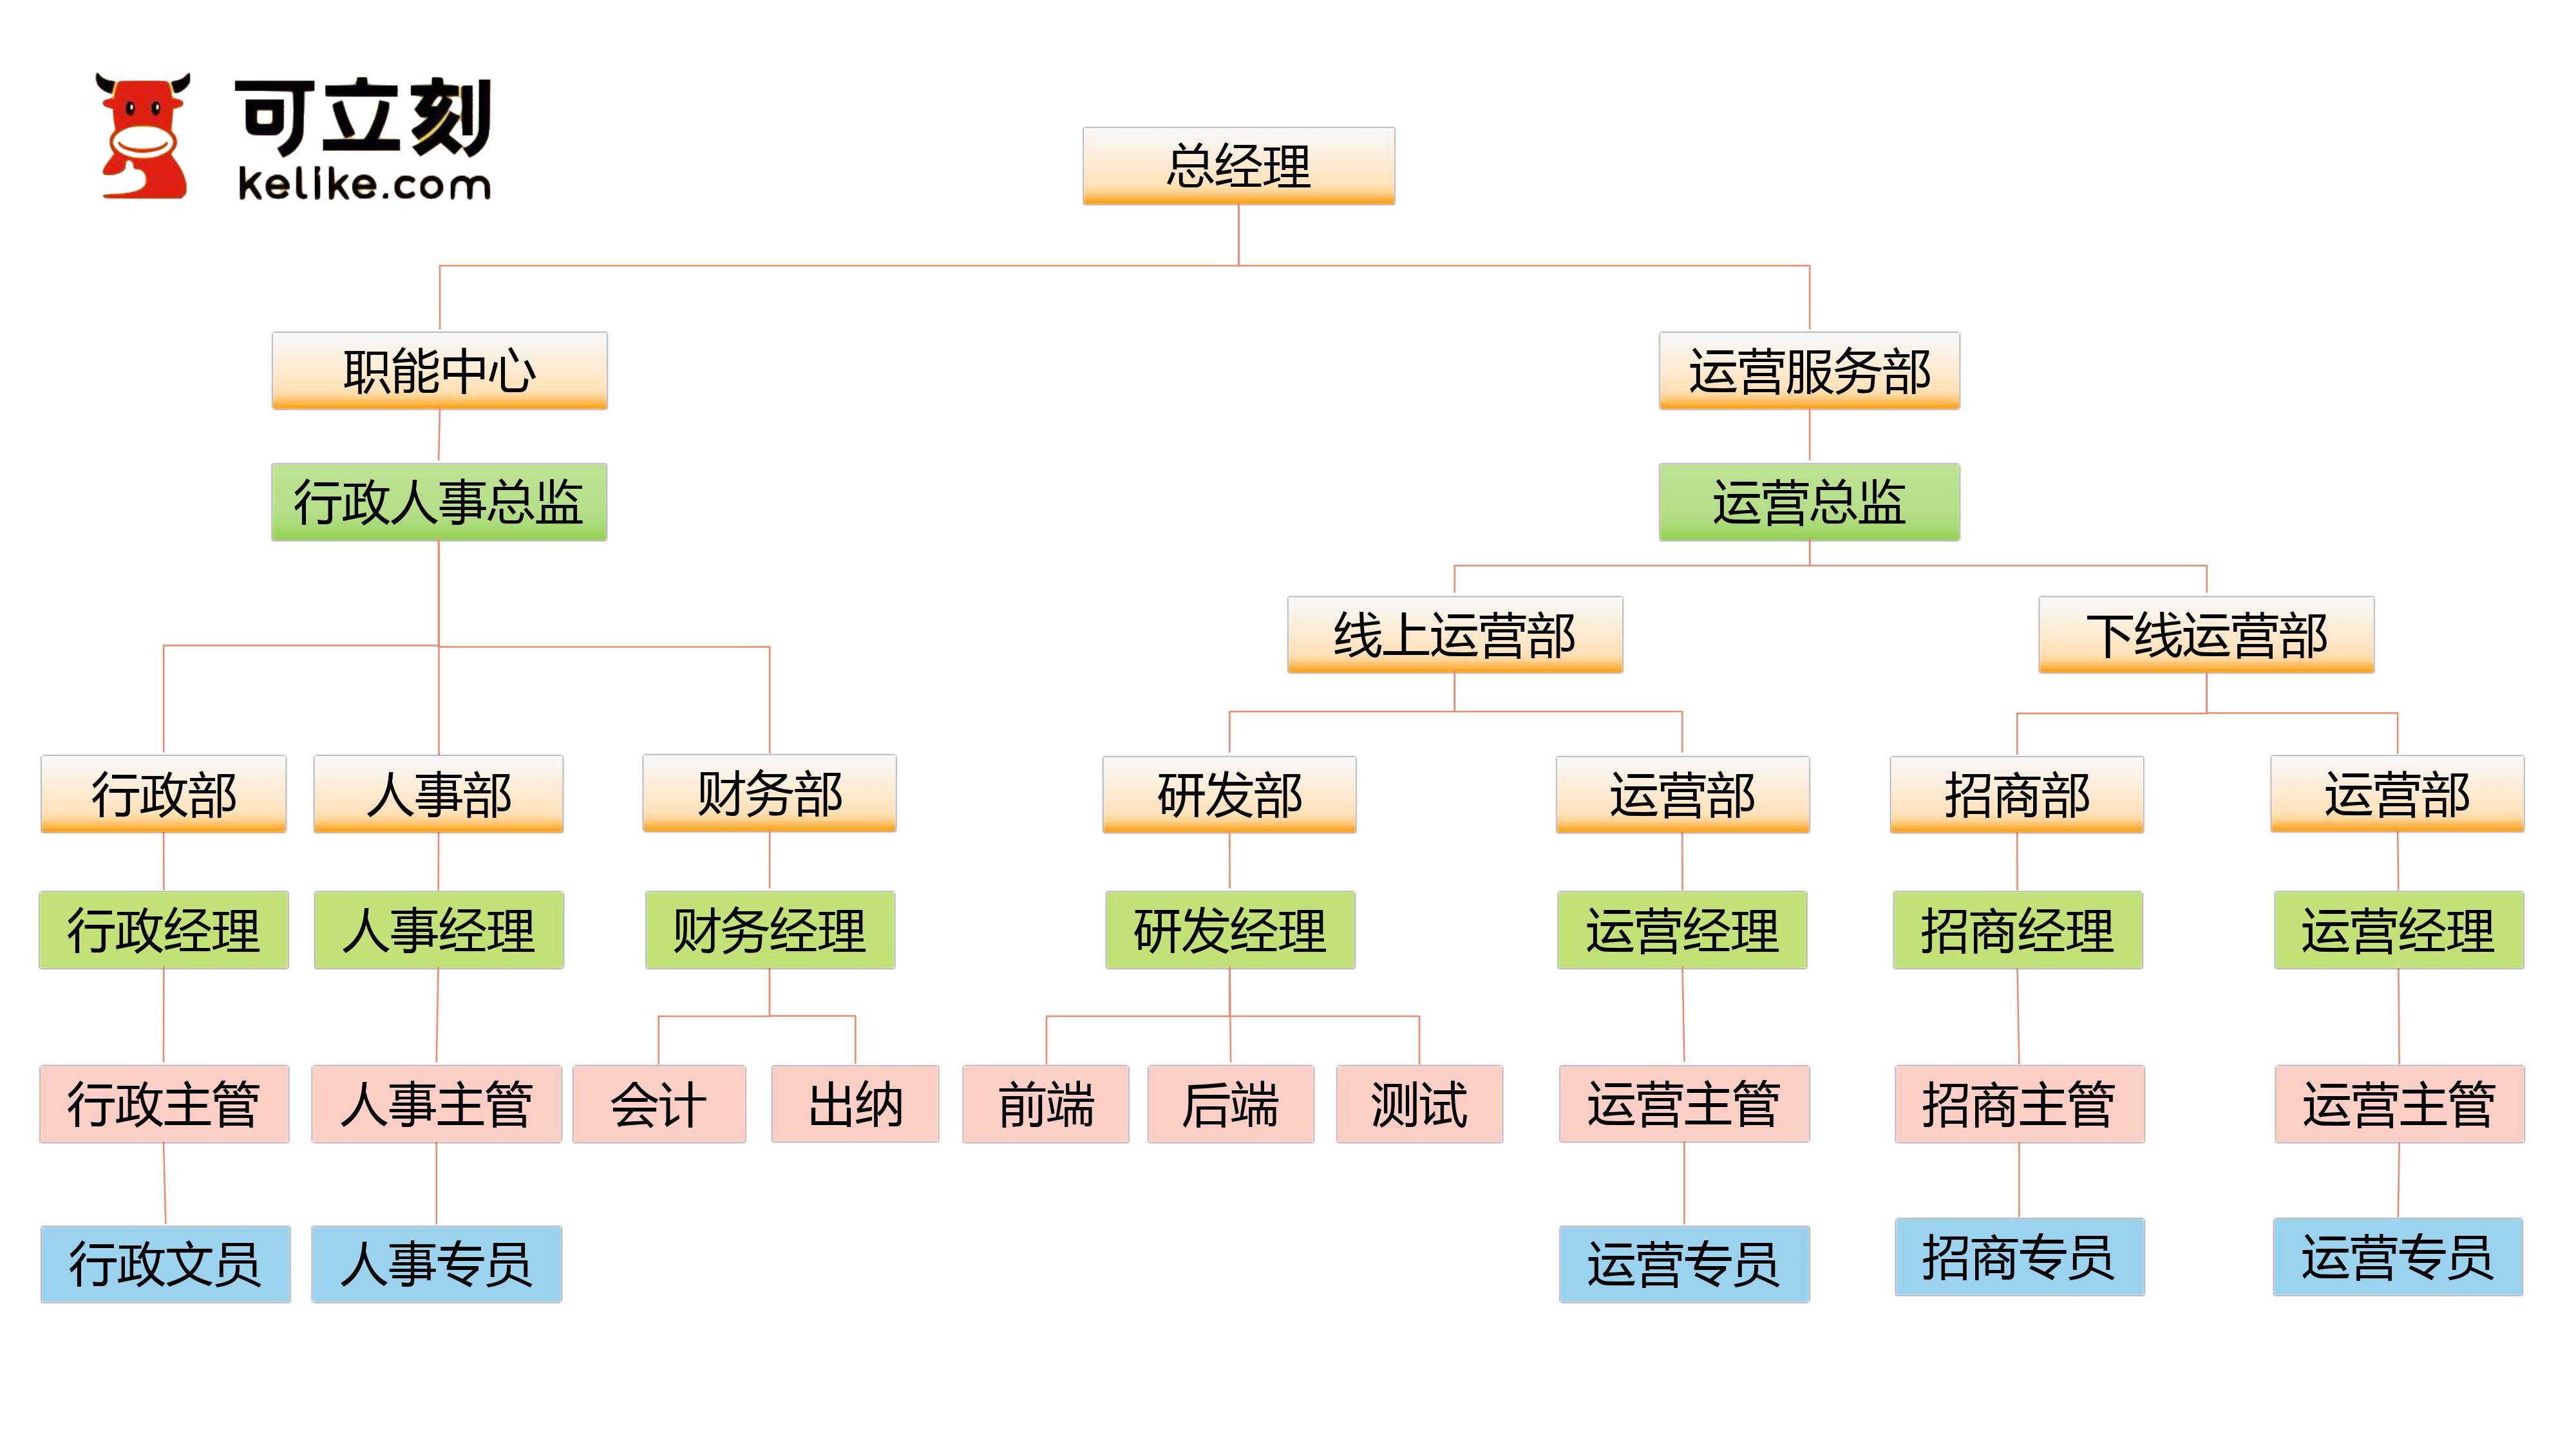 可立刻
kelike.com
总经理
职能中心
运营服务部
行政人事总监
运营总监
线上运营部
下线运营部
行政部
人事部
财务部
研发部
运营部
招商部
运营部
行政经理
人事经理
财务经理
研发经理
运营经理
招商经理
运营经理
行政主管
人事主管
会计
出纳
前端
后端
测试
运营主管
招商主管
运营主管
行政文员
人事专员
运营专员
招商专员
运营专员